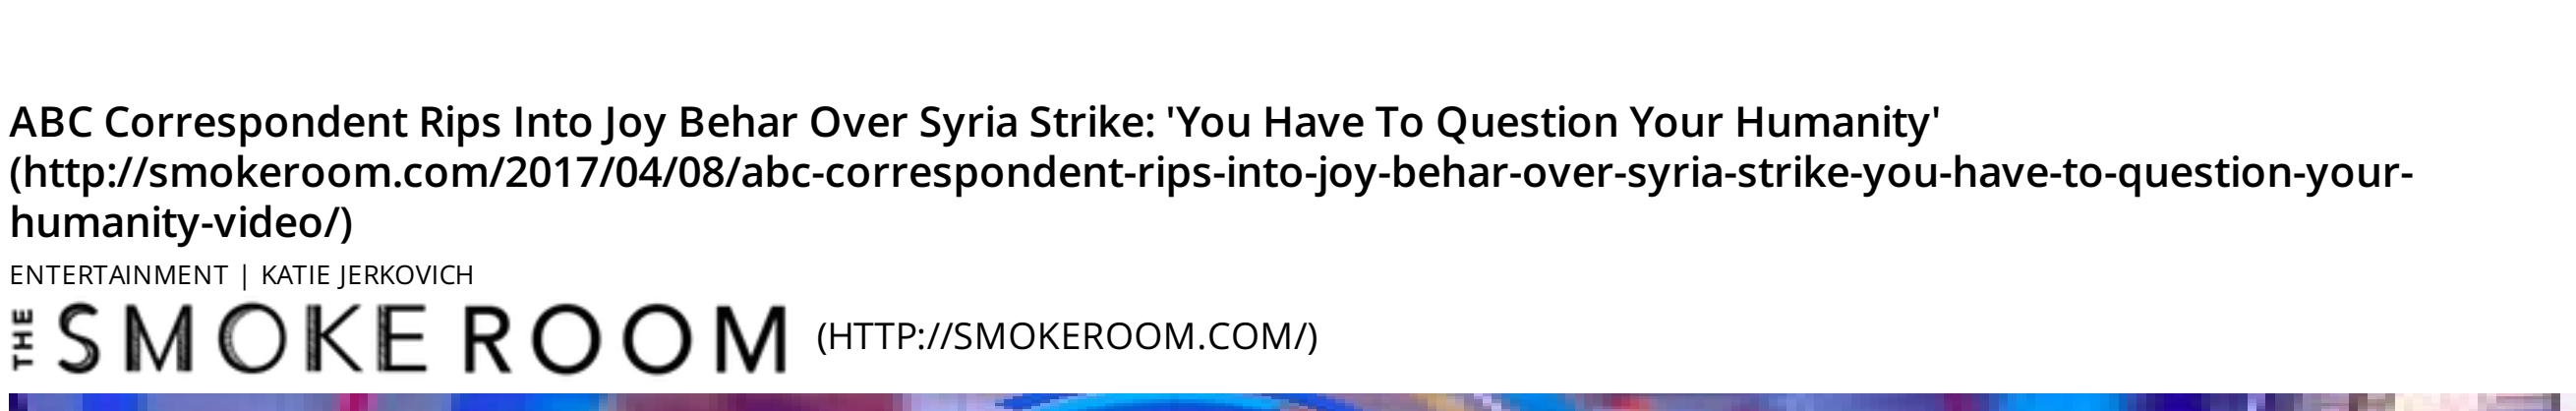 ABC Correspondent Rips Into Joy Behar Over Syria Strike: 'You Have To Question Your Humanity'
(http://smokeroom.com/2017/04/08/abc-correspondent-rips-into-joy-behar-over-syria-strike-you-have-to-question-your-
humanity-video/)
ENTERTAINMENT | KATIE JERKOVICH
THE SMOKE ROOM (HTTP://SMOKEROOM.COM/)